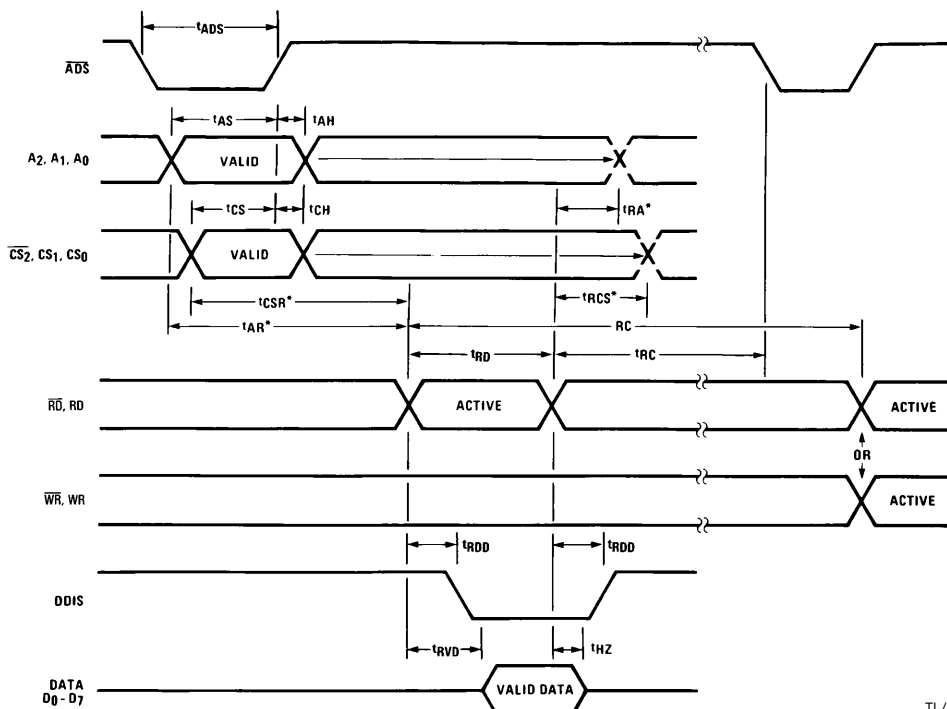 tADS
ADS
tAS tAH
A2, A1, A0 VALID
tCS tCH tRA*
CS2, CS1, CS0 VALID
tCSR* tRCS*
tAR* RC
tRD tRC
RD, RD ACTIVE ACTIVE
OR
WR, WR ACTIVE
tRDD tRDD
DDIS
tRVD tHZ
DATA
D0-D7 VALID DATA